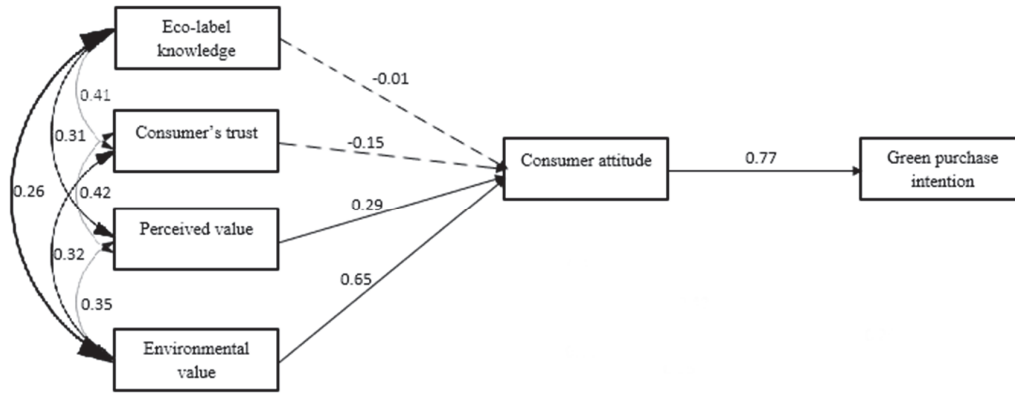 Eco-label
knowledge
-0.01
0.41
Consumer’s trust
0.31
-0.15
Consumer attitude
0.77
Green purchase
intention
0.26
0.42
0.29
Perceived value
0.32
0.65
0.35
Environmental
value